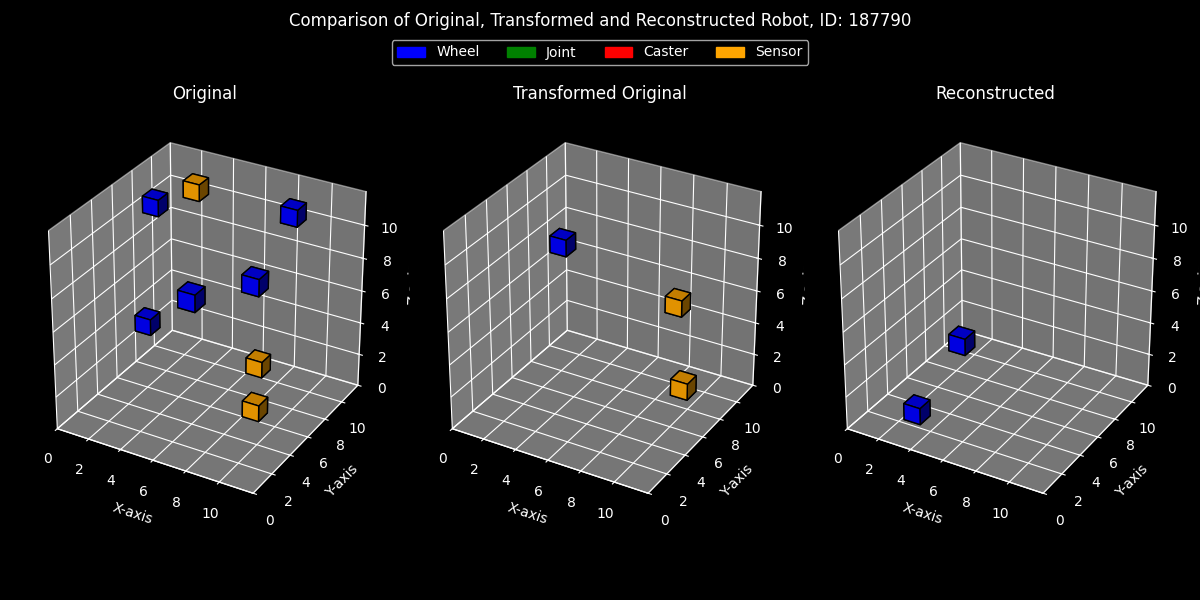 Comparison of Original, Transformed and Reconstructed Robot, ID: 187790
Wheel Joint Caster Sensor
Original
Transformed Original
Reconstructed
0 2 4 6 8 10
X-axis
0 2 4 6 8 10
Y-axis
0 2 4 6 8 10
0 2 4 6 8 10
X-axis
0 2 4 6 8 10
Y-axis
0 2 4 6 8 10
0 2 4 6 8 10
X-axis
0 2 4 6 8 10
Y-axis
0 2 4 6 8 10